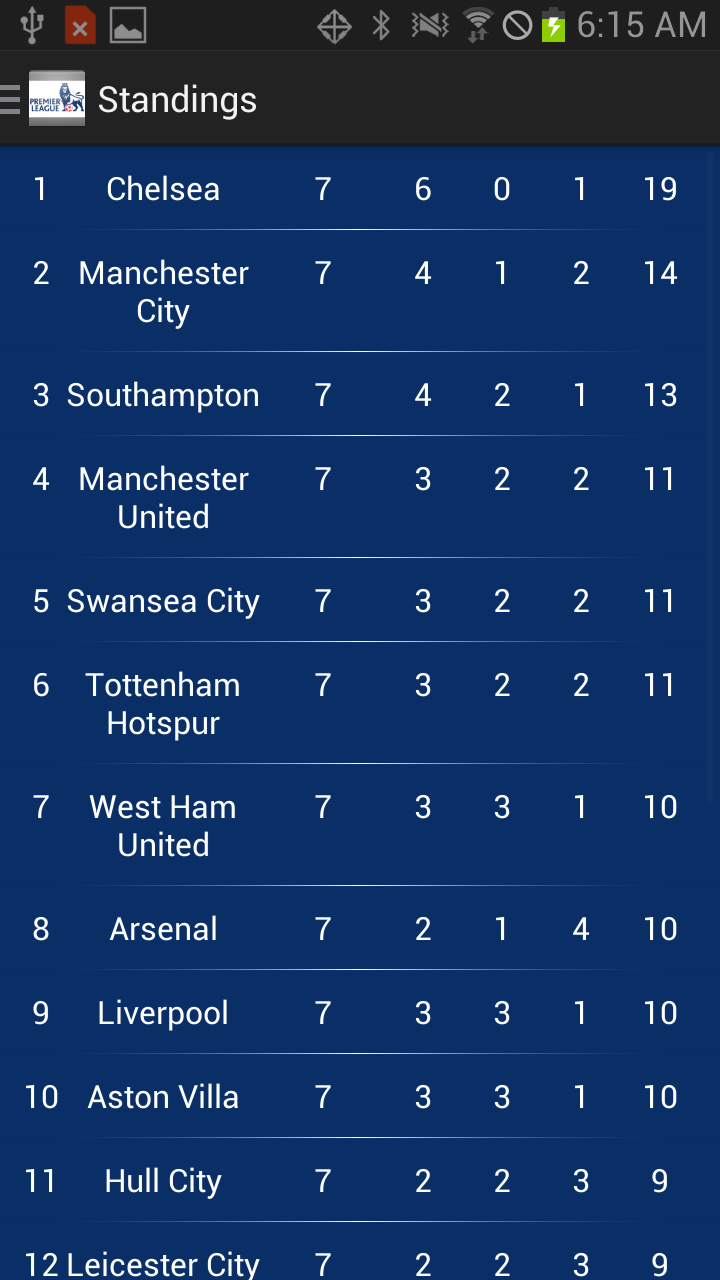 6:15 AM
PREMIER
LEAGUE
Standings
1 Chelsea 7 6 0 1 19
2 Manchester 7 4 1 2 14
City
3 Southampton 7 4 2 1 13
4 Manchester 7 3 2 2 11
United
5 Swansea City 7 3 2 2 11
6 Tottenham 7 3 2 2 11
Hotspur
7 West Ham 7 3 3 1 10
United
8 Arsenal 7 2 1 4 10
9 Liverpool 7 3 3 1 10
10 Aston Villa 7 3 3 1 10
11 Hull City 7 2 2 3 9
12 Leicester City 7 2 2 3 9